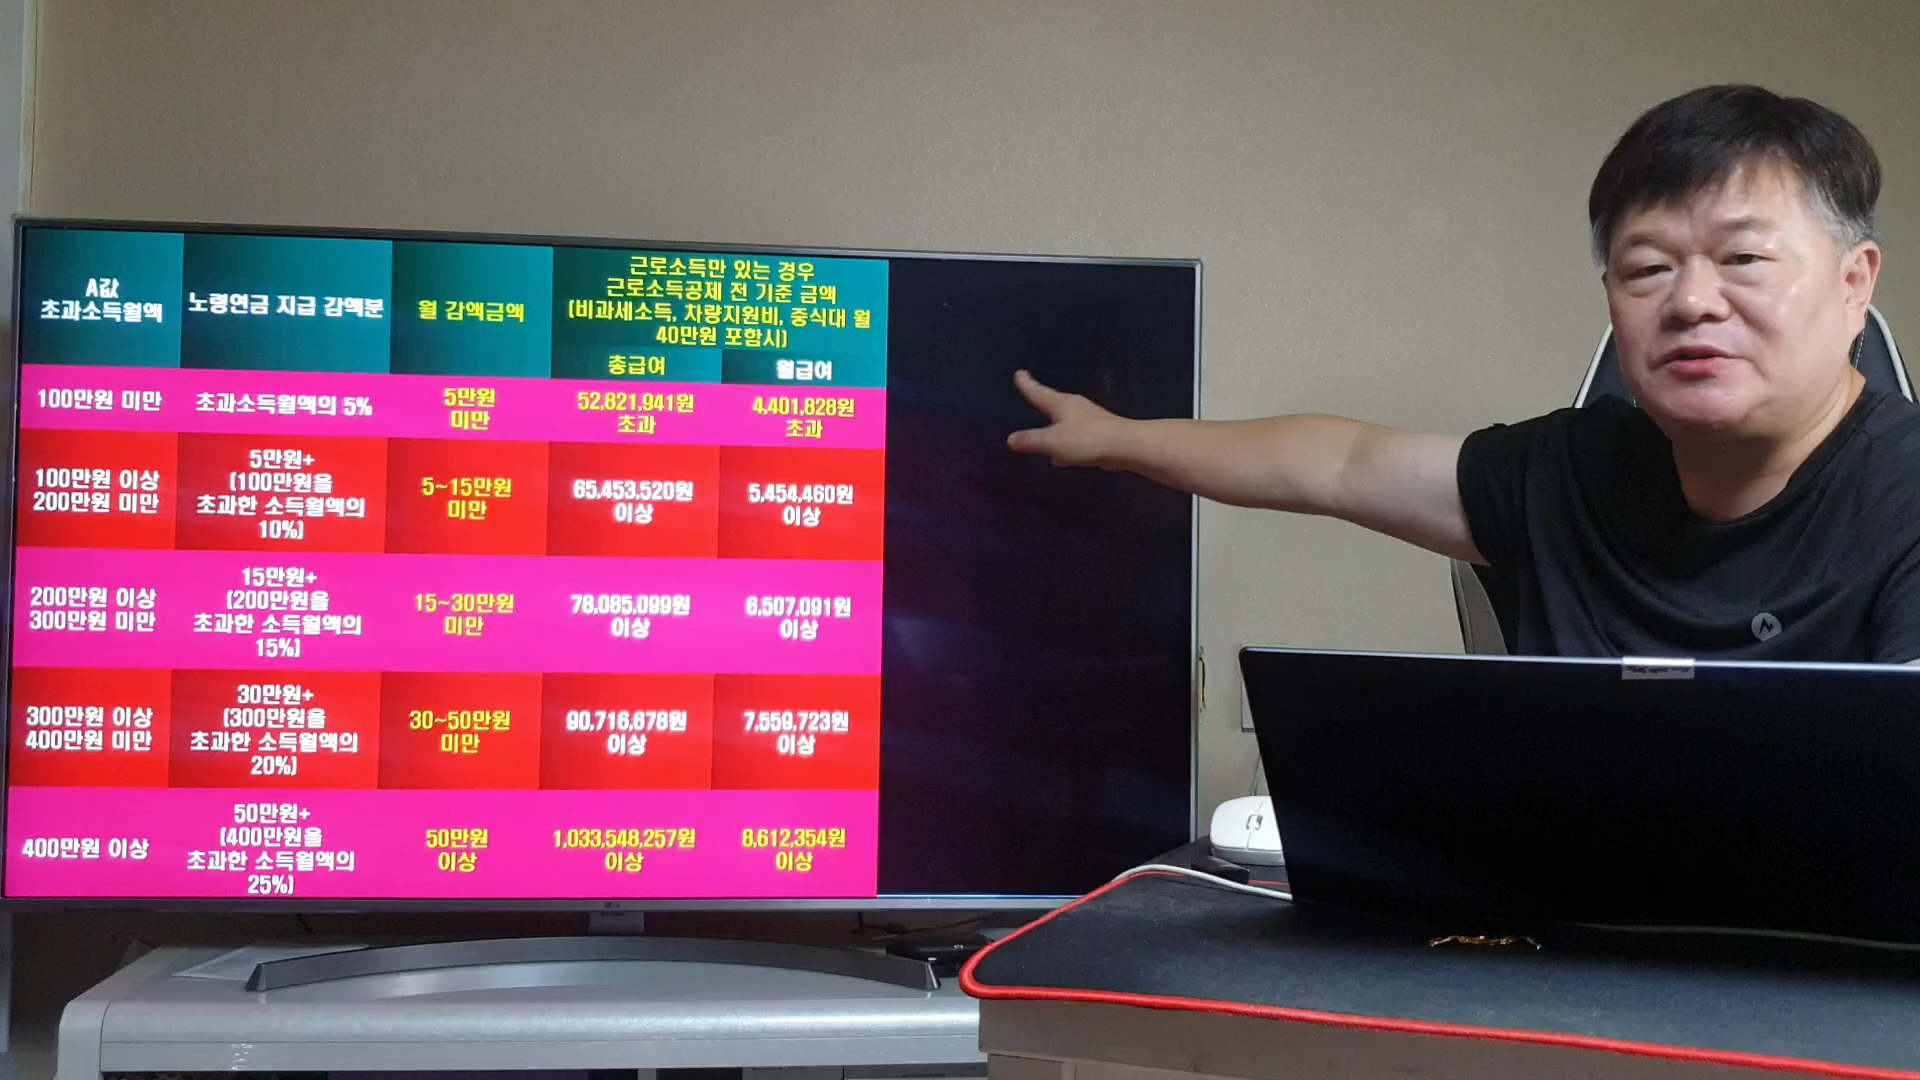 A값
초과소득월액
노령연금 지급 감액분
월 감액금액
근로소득만 있는 경우
근로소득공제 전 기준 금액
(비과세소득, 차량지원비, 중식대 월
40만원 포함시)
총급여
월급여
100만원 미만
초과소득월액의 5%
5만원
미만
52,821,941원
초과
4,401,828원
초과
100만원 이상
200만원 미만
5만원+
(100만원을
초과한 소득월액의
10%)
5~15만원
미만
65,453,520원
이상
5,454,460원
이상
200만원 이상
300만원 미만
15만원+
(200만원을
초과한 소득월액의
15%)
15~30만원
미만
78,085,099원
이상
6,507,091원
이상
300만원 이상
400만원 미만
30만원+
(300만원을
초과한 소득월액의
20%)
30~50만원
미만
90,716,678원
이상
7,559,723원
이상
400만원 이상
50만원+
(400만원을
초과한 소득월액의
25%)
50만원
이상
1,033,548,257원
이상
8,612,354원
이상
LG